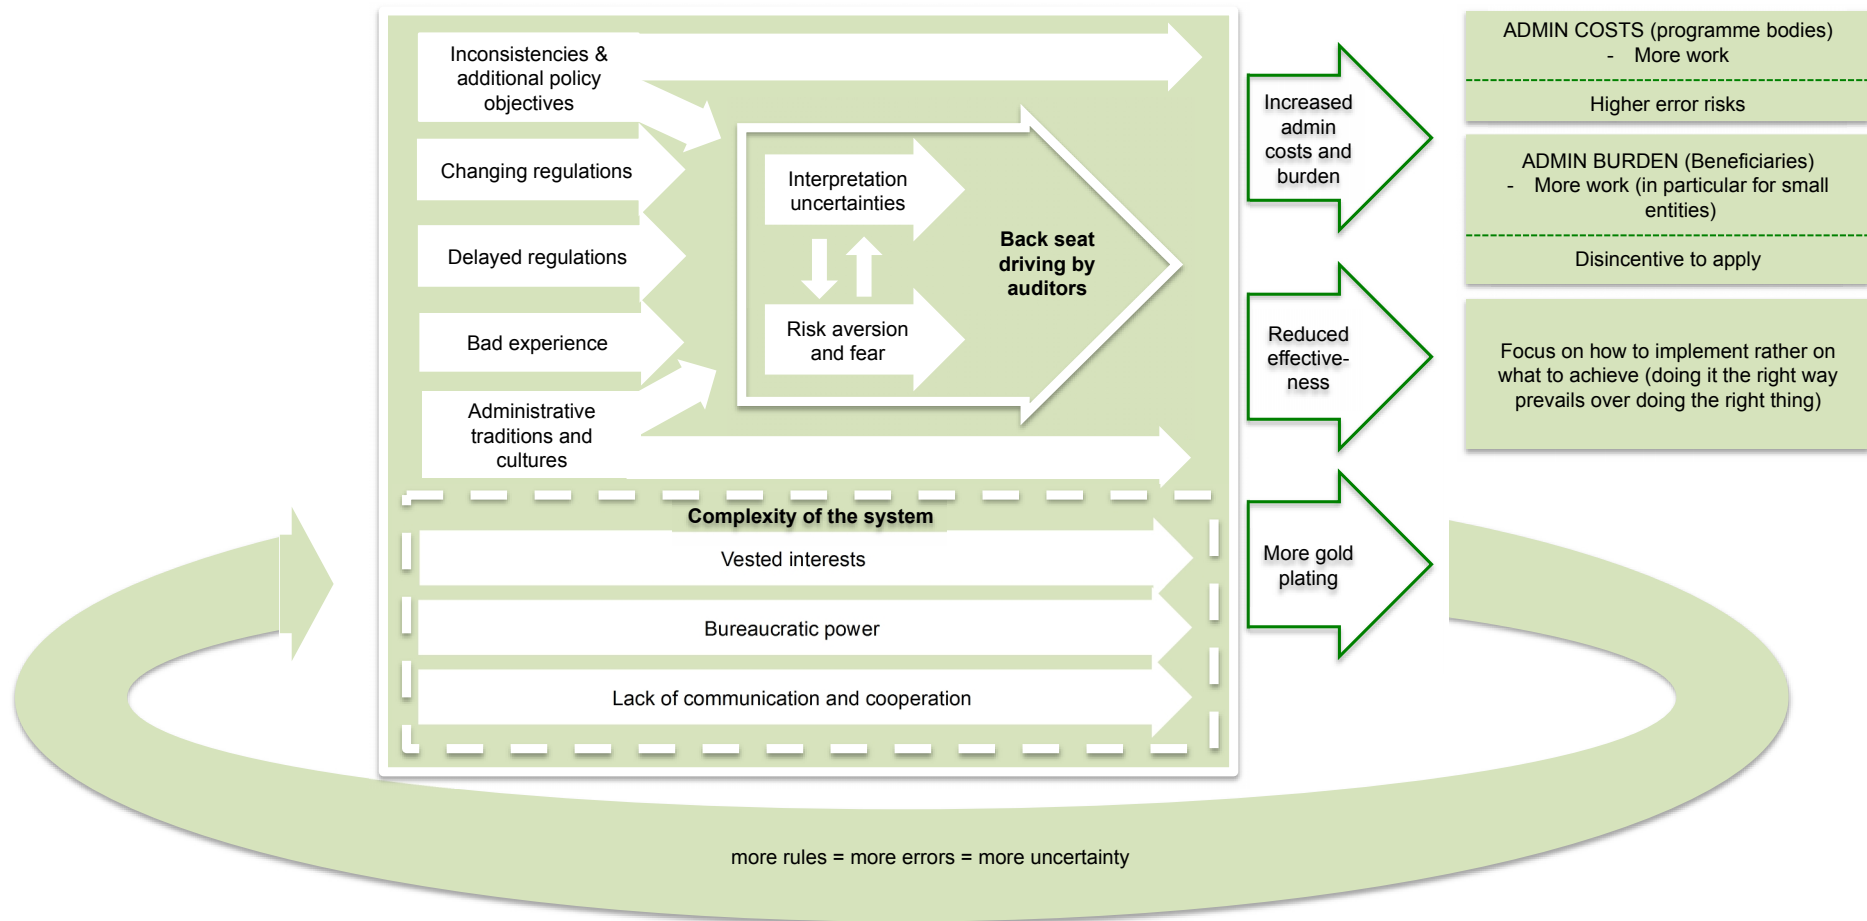 Inconsistencies &
additional policy
objectives
Changing regulations
Delayed regulations
Bad experience
Administrative
traditions and
cultures
Interpretation
uncertainties
Risk aversion
and fear
Back seat
driving by
auditors
Complexity of the system
Vested interests
Bureaucratic power
Lack of communication and cooperation
Increased
admin
costs and
burden
Reduced
effective-
ness
More gold
plating
ADMIN COSTS (programme bodies)
- More work
Higher error risks
ADMIN BURDEN (Beneficiaries)
- More work (in particular for small
entities)
Disincentive to apply
Focus on how to implement rather on
what to achieve (doing it the right way
prevails over doing the right thing)
more rules = more errors = more uncertainty